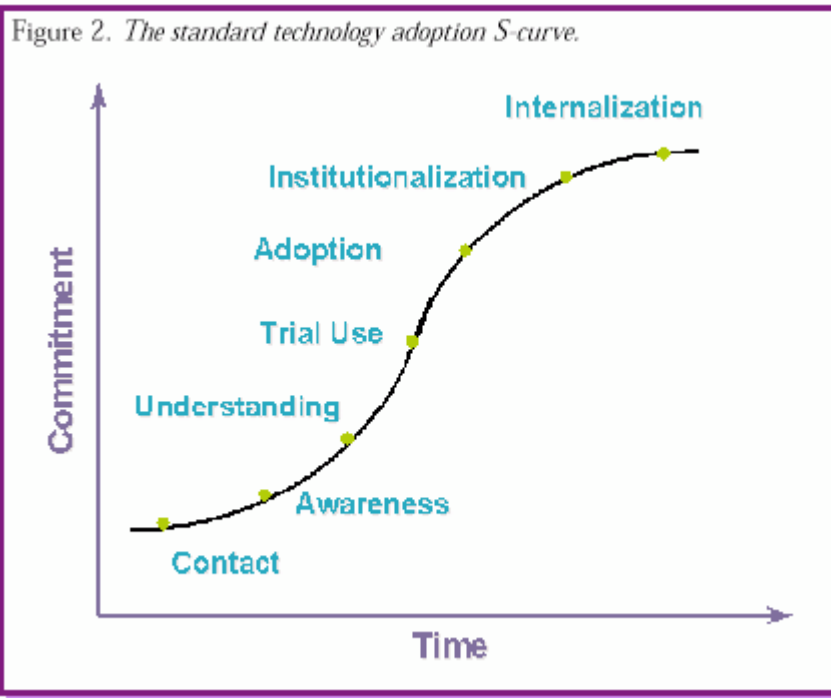 Figure 2. The standard technology adoption S-curve.
Internalization
Institutionalization
Adoption
Trial Use
Understanding
Awareness
Contact
Commitment
Time